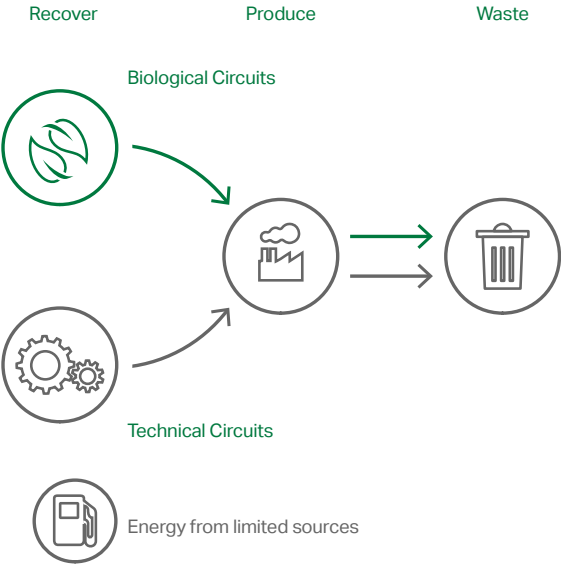 Recover
Produce
Waste
Biological Circuits
Technical Circuits
Energy from limited sources